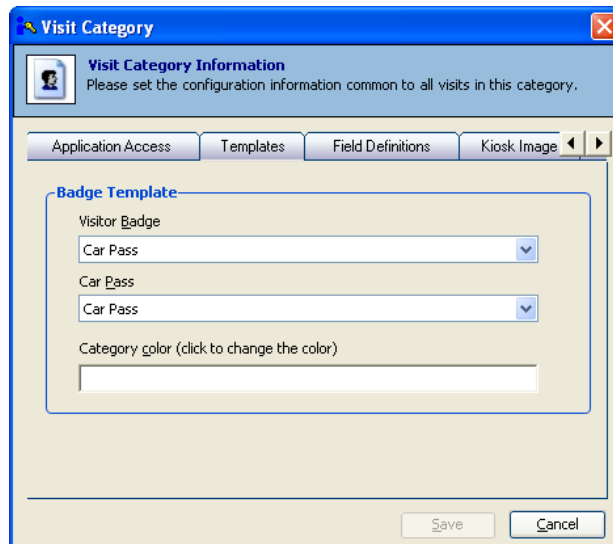 Visit Category
Visit Category Information
Please set the configuration information common to all visits in this category.
Application Access
Templates
Field Definitions
Kiosk Image
Badge Template
Visitor Badge
Car Pass
Car Pass
Car Pass
Category color (click to change the color)
Save
Cancel